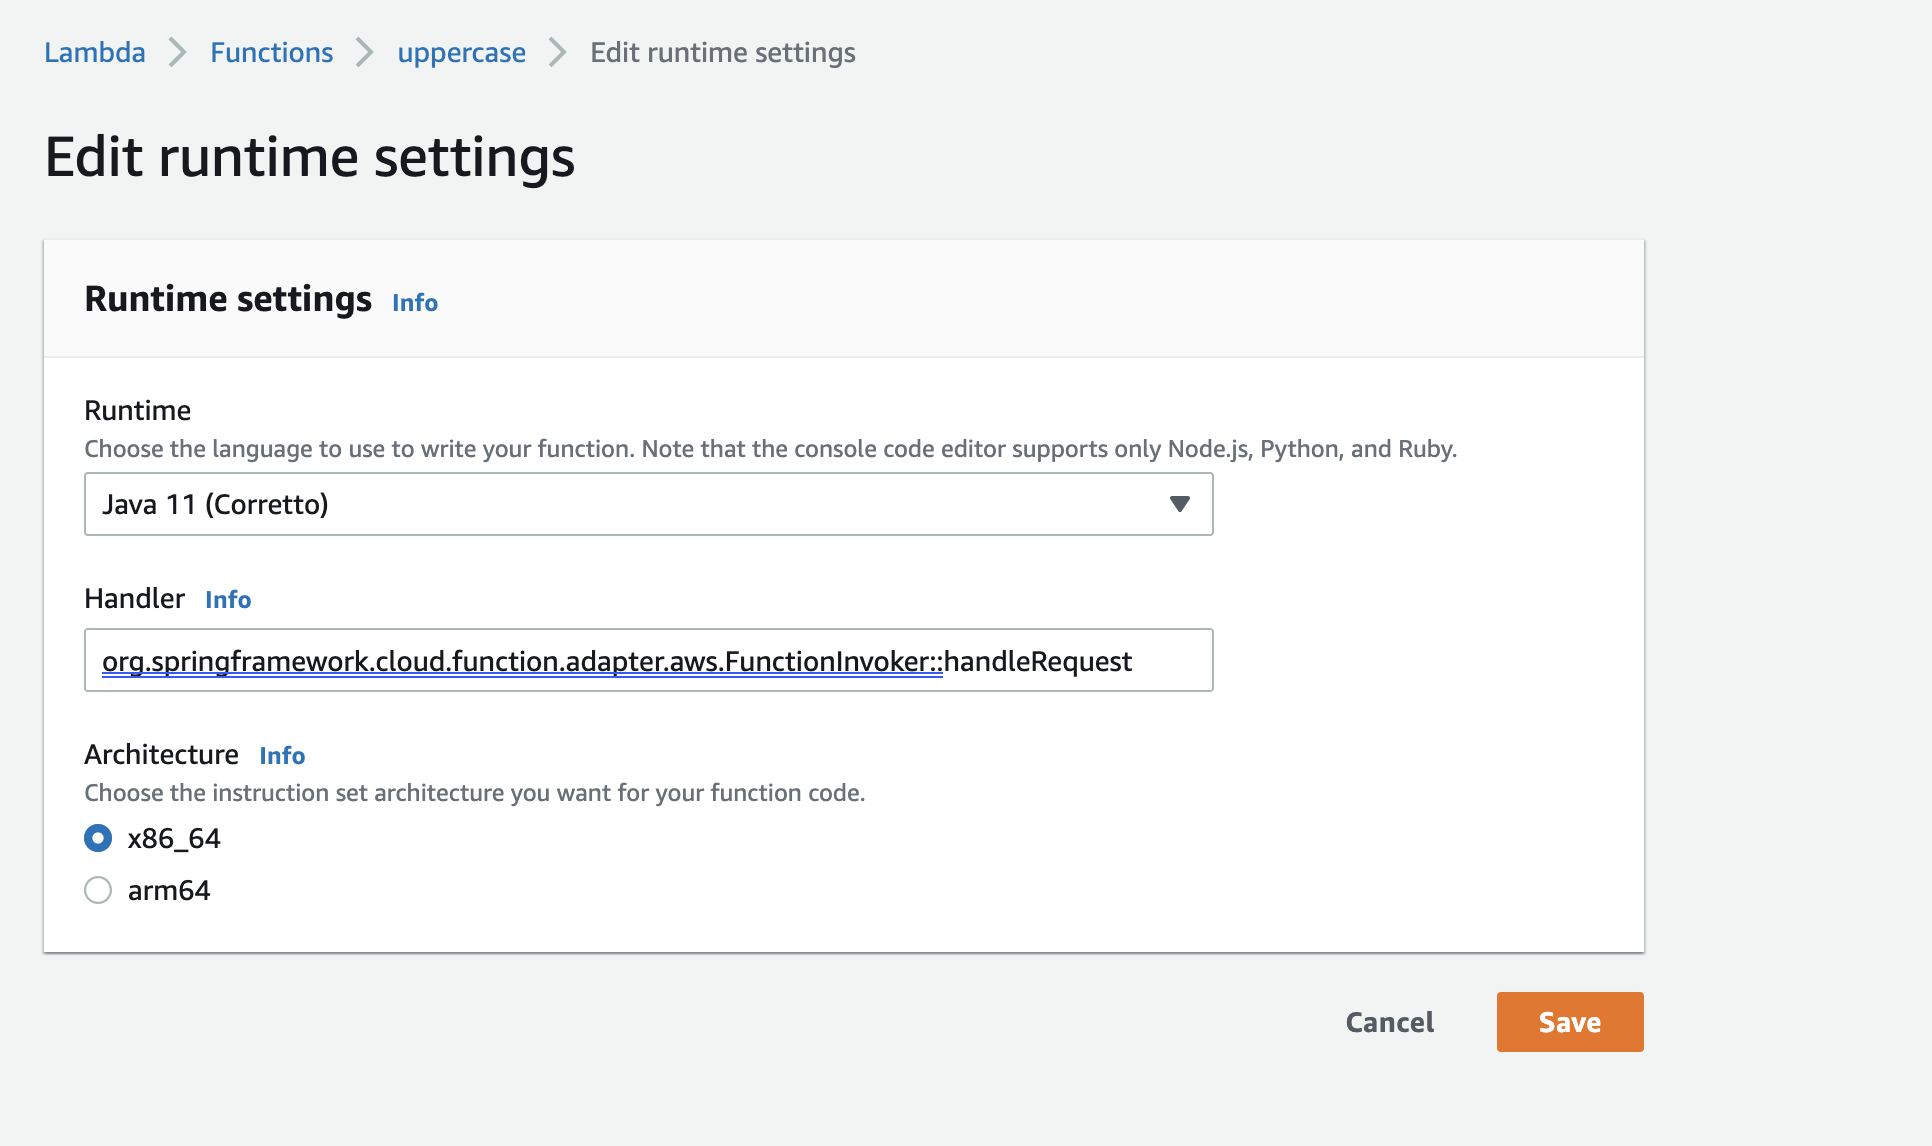 Lambda > Functions > uppercase > Edit runtime settings
Edit runtime settings
Runtime settings Info
Runtime
Choose the language to use to write your function. Note that the console code editor supports only Node.js, Python, and Ruby.
Java 11 (Corretto)
Handler Info
org.springframework.cloud.function.adapter.aws.FunctionInvoker::handleRequest
Architecture Info
Choose the instruction set architecture you want for your function code.
x86_64
arm64
Cancel Save